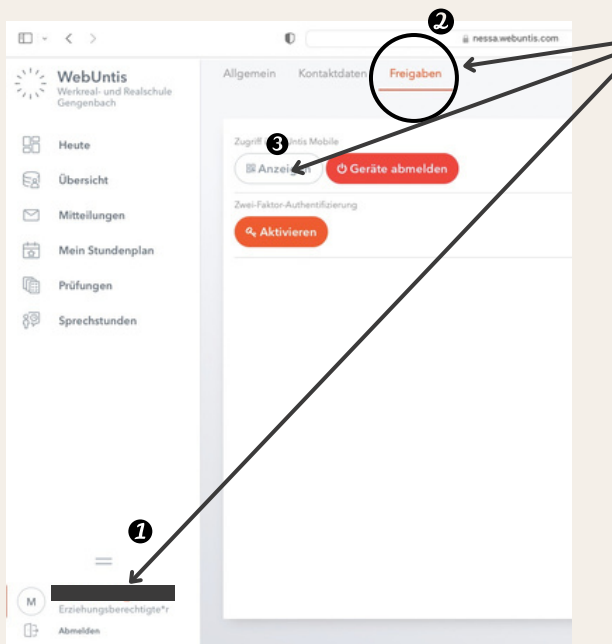 ❷
nessa.webuntis.com
WebUntis
Werkreal- und Realschule
Gengenbach
Allgemein Kontaktdaten Freigaben
Heute
Übersicht
Mitteilungen
Mein Stundenplan
Prüfungen
Sprechstunden
Zugriff Untis Mobile
❸
Anzeigen Geräte abmelden
Zwei-Faktor-Authentifizierung
Aktivieren
❶
M
Erziehungsberechtigte*r
Abmelden